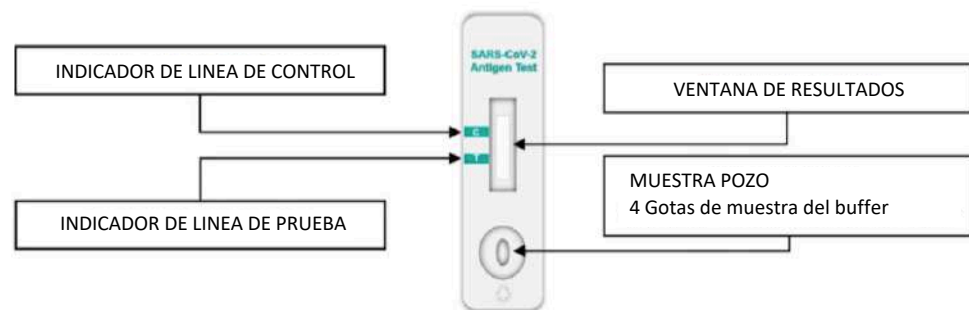 SARS-CoV-2
Antigen Test
INDICADOR DE LINEA DE CONTROL
VENTANA DE RESULTADOS
C
T
MUESTRA POZO
4 Gotas de muestra del buffer
INDICADOR DE LINEA DE PRUEBA